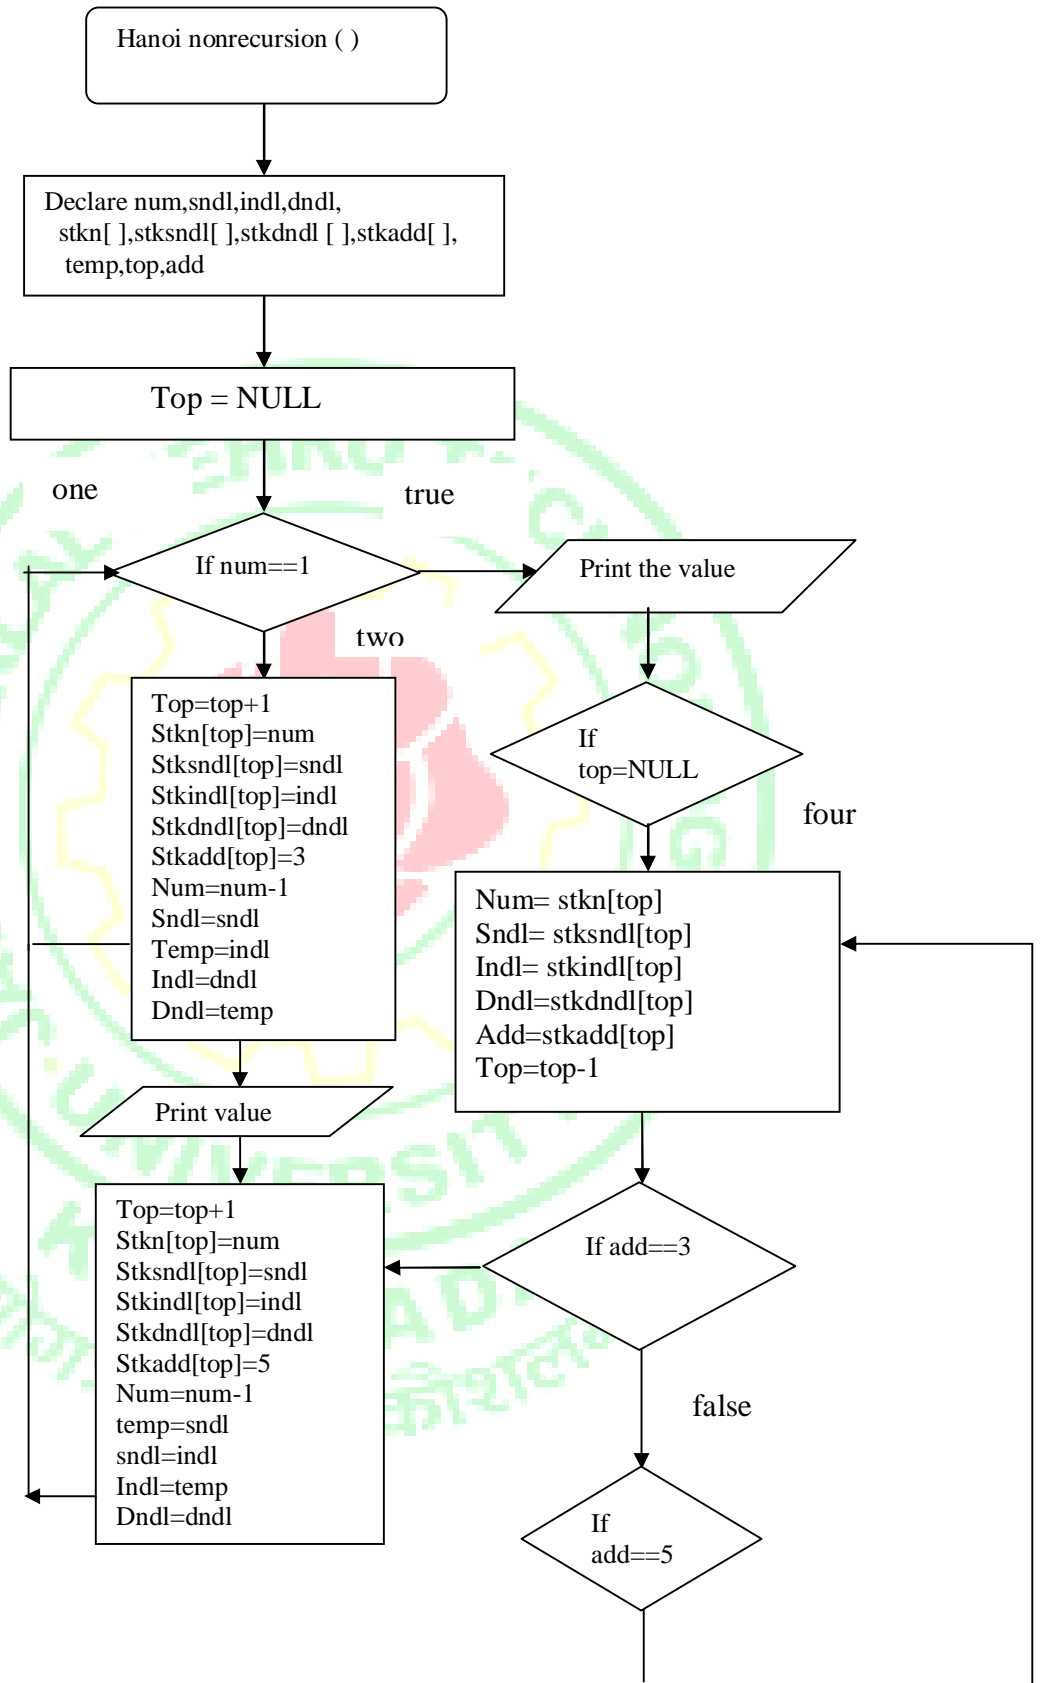 Hanoi nonrecursion ( )
Declare num,sndl,indl,dndl,
stkn[ ],stksndl[ ],stkdndl [ ],stkadd[ ],
temp,top,add
Top = NULL
one
true
If num==1
Print the value
two
Top=top+1
Stkn[top]=num
Stksndl[top]=sndl
Stkindl[top]=indl
Stkdndl[top]=dndl
Stkadd[top]=3
Num=num-1
Sndl=sndl
Temp=indl
Indl=dndl
Dndl=temp
If
top=NULL
four
Num= stkn[top]
Sndl= stksndl[top]
Indl= stkindl[top]
Dndl=stkdndl[top]
Add=stkadd[top]
Top=top-1
Print value
Top=top+1
Stkn[top]=num
Stksndl[top]=sndl
Stkindl[top]=indl
Stkdndl[top]=dndl
Stkadd[top]=5
Num=num-1
temp=sndl
sndl=indl
Indl=temp
Dndl=dndl
If add==3
false
If
add==5